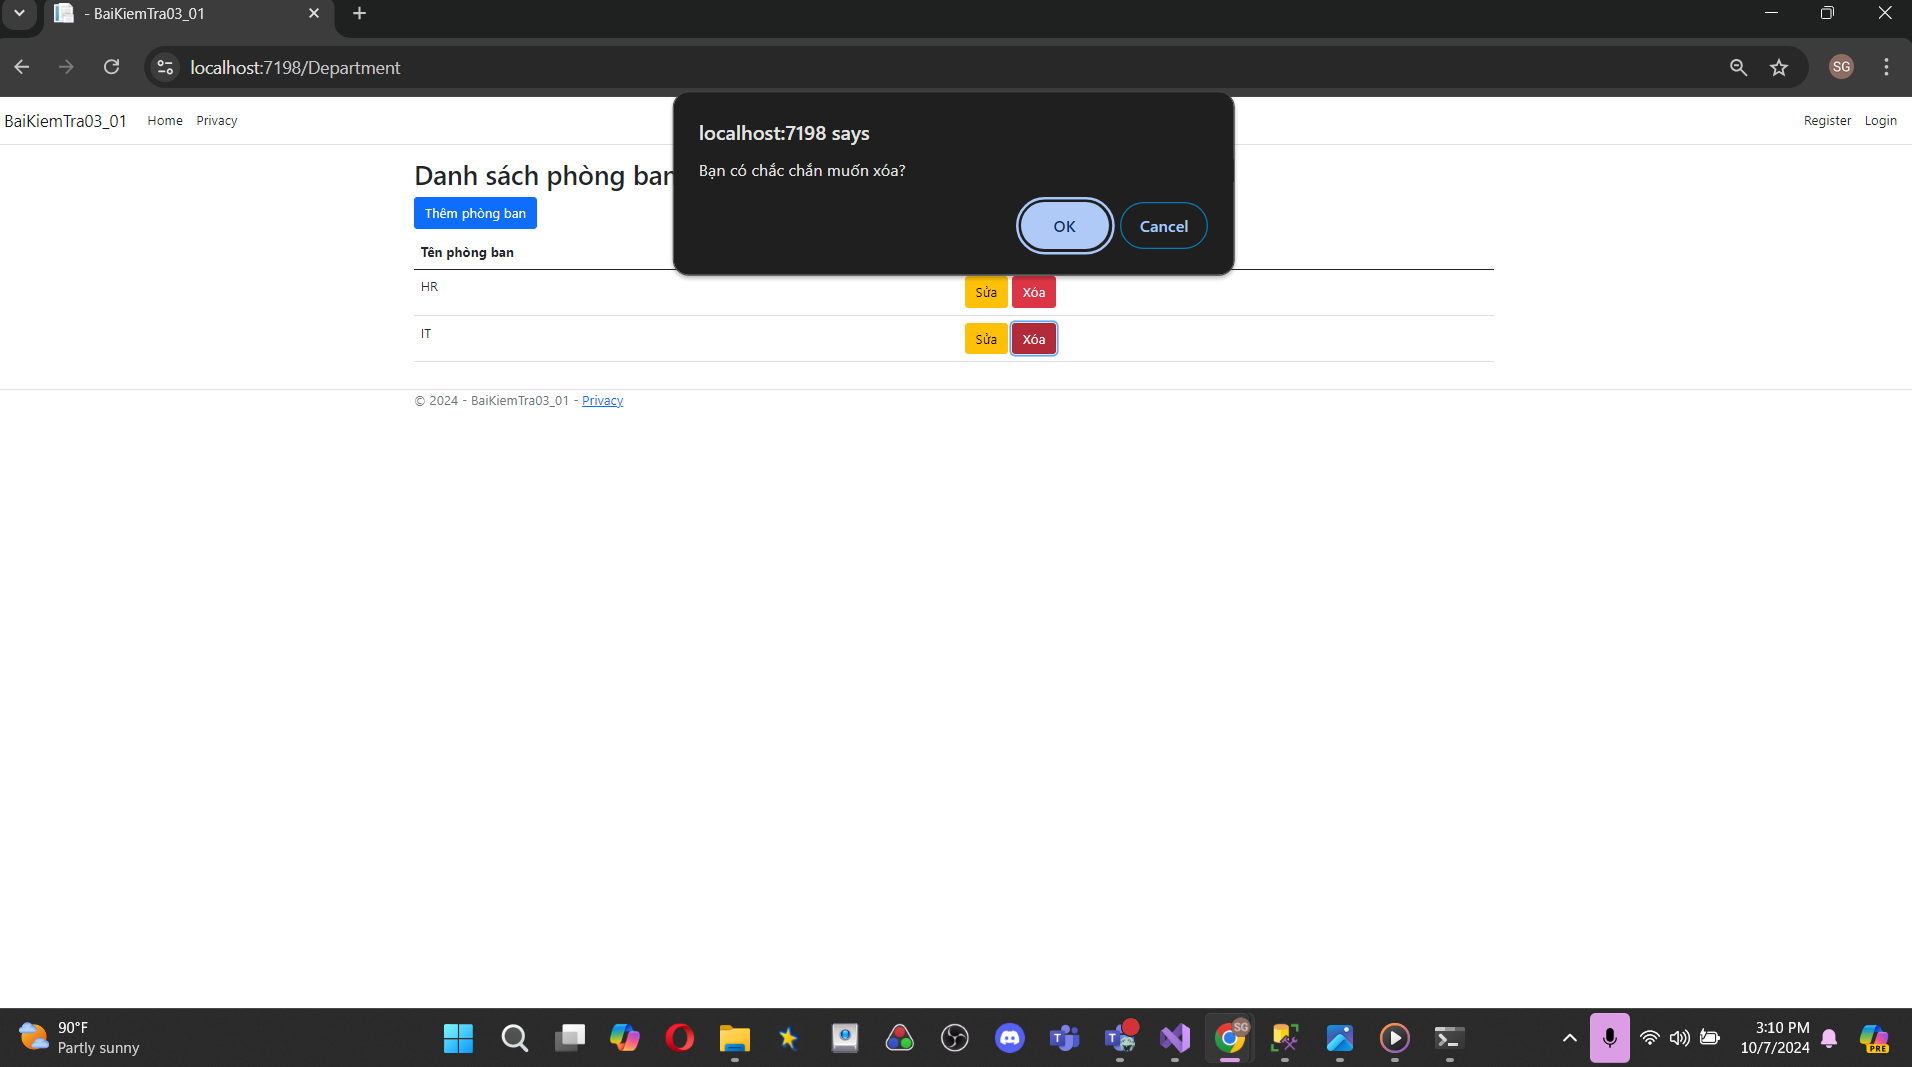 - BaiKiemTra03_01
localhost:7198/Department
SG
BaiKiemTra03_01 Home Privacy
Register Login
localhost:7198 says
Bạn có chắc chắn muốn xóa?
OK Cancel
Danh sách phòng ban
Thêm phòng ban
Tên phòng ban
HR Sửa Xóa
IT Sửa Xóa
© 2024 - BaiKiemTra03_01 - Privacy
90°F
Partly sunny
SG
3:10 PM
10/7/2024
PRE